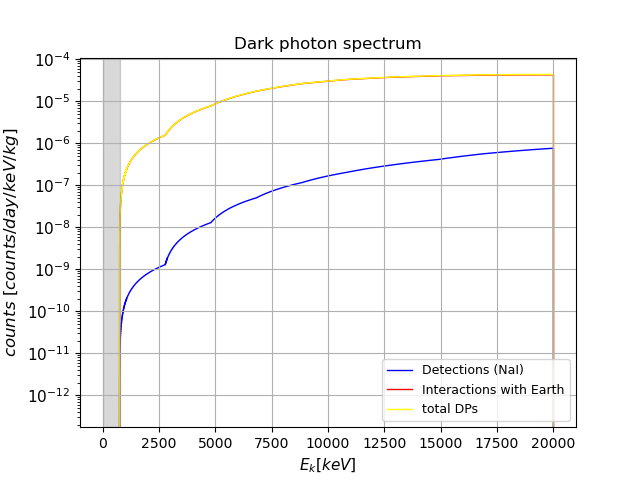 Dark photon spectrum
counts [counts/day/keV/kg]
10⁻⁴
10⁻⁵
10⁻⁶
10⁻⁷
10⁻⁸
10⁻⁹
10⁻¹⁰
10⁻¹¹
10⁻¹²
Detections (NaI)
Interactions with Earth
total DPs
0 2500 5000 7500 10000 12500 15000 17500 20000
Eₖ[keV]